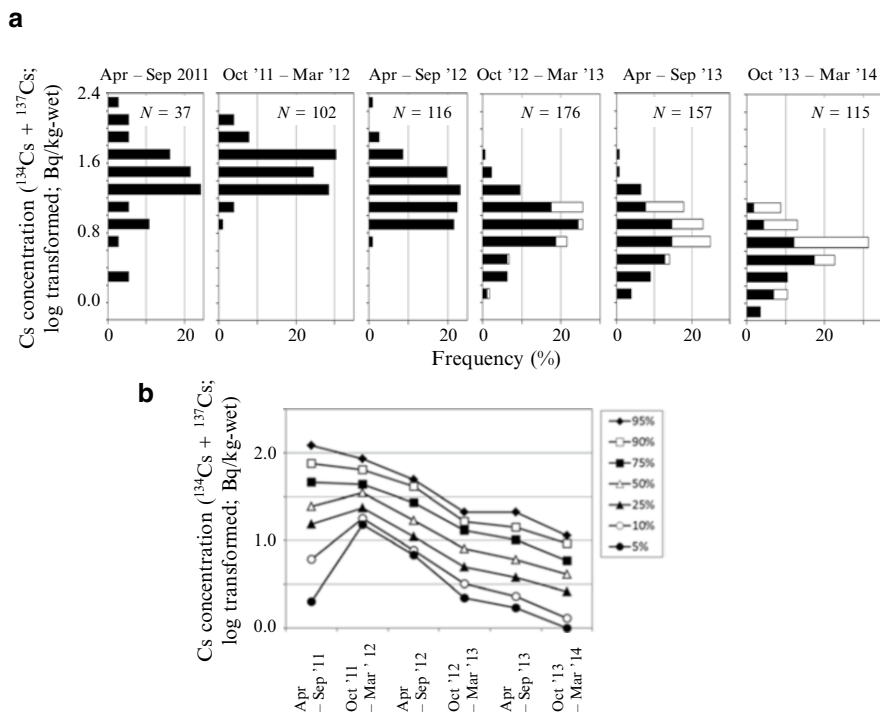 a
Apr – Sep 2011
Oct '11 – Mar '12
Apr – Sep '12
Oct '12 – Mar '13
Apr – Sep '13
Oct '13 – Mar '14
Cs concentration (¹³⁴Cs + ¹³⁷Cs;
log transformed; Bq/kg-wet)
2.4
1.6
0.8
0.0
N = 37
N = 102
N = 116
N = 176
N = 157
N = 115
0
20
0
20
0
20
0
20
0
20
0
20
Frequency (%)
b
Cs concentration (¹³⁴Cs + ¹³⁷Cs;
log transformed; Bq/kg-wet)
2.0
1.0
0.0
95%
90%
75%
50%
25%
10%
5%
Apr
– Sep '11
Oct '11
– Mar ' 12
Apr
– Sep '12
Oct '12
– Mar '13
Apr
– Sep '13
Oct '13
– Mar '14